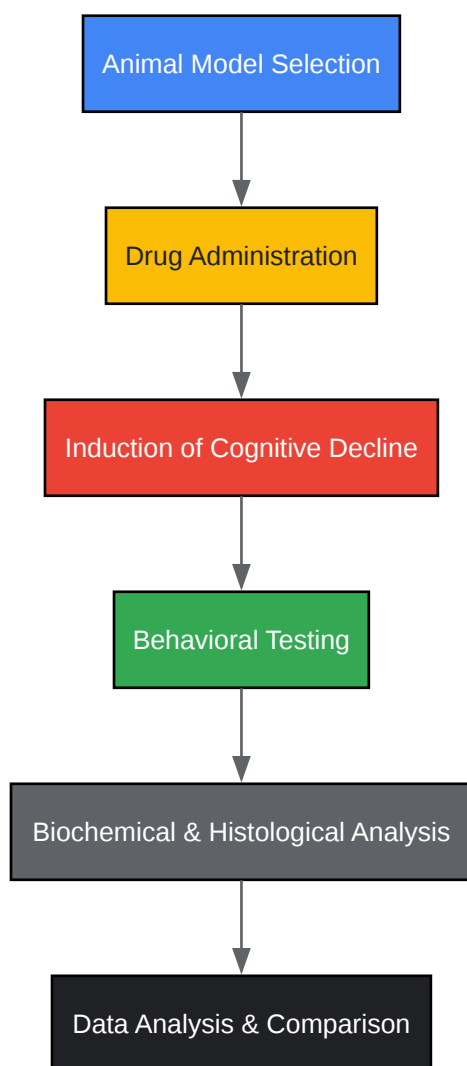 Animal Model Selection
Drug Administration
Induction of Cognitive Decline
Behavioral Testing
Biochemical & Histological Analysis
Data Analysis & Comparison